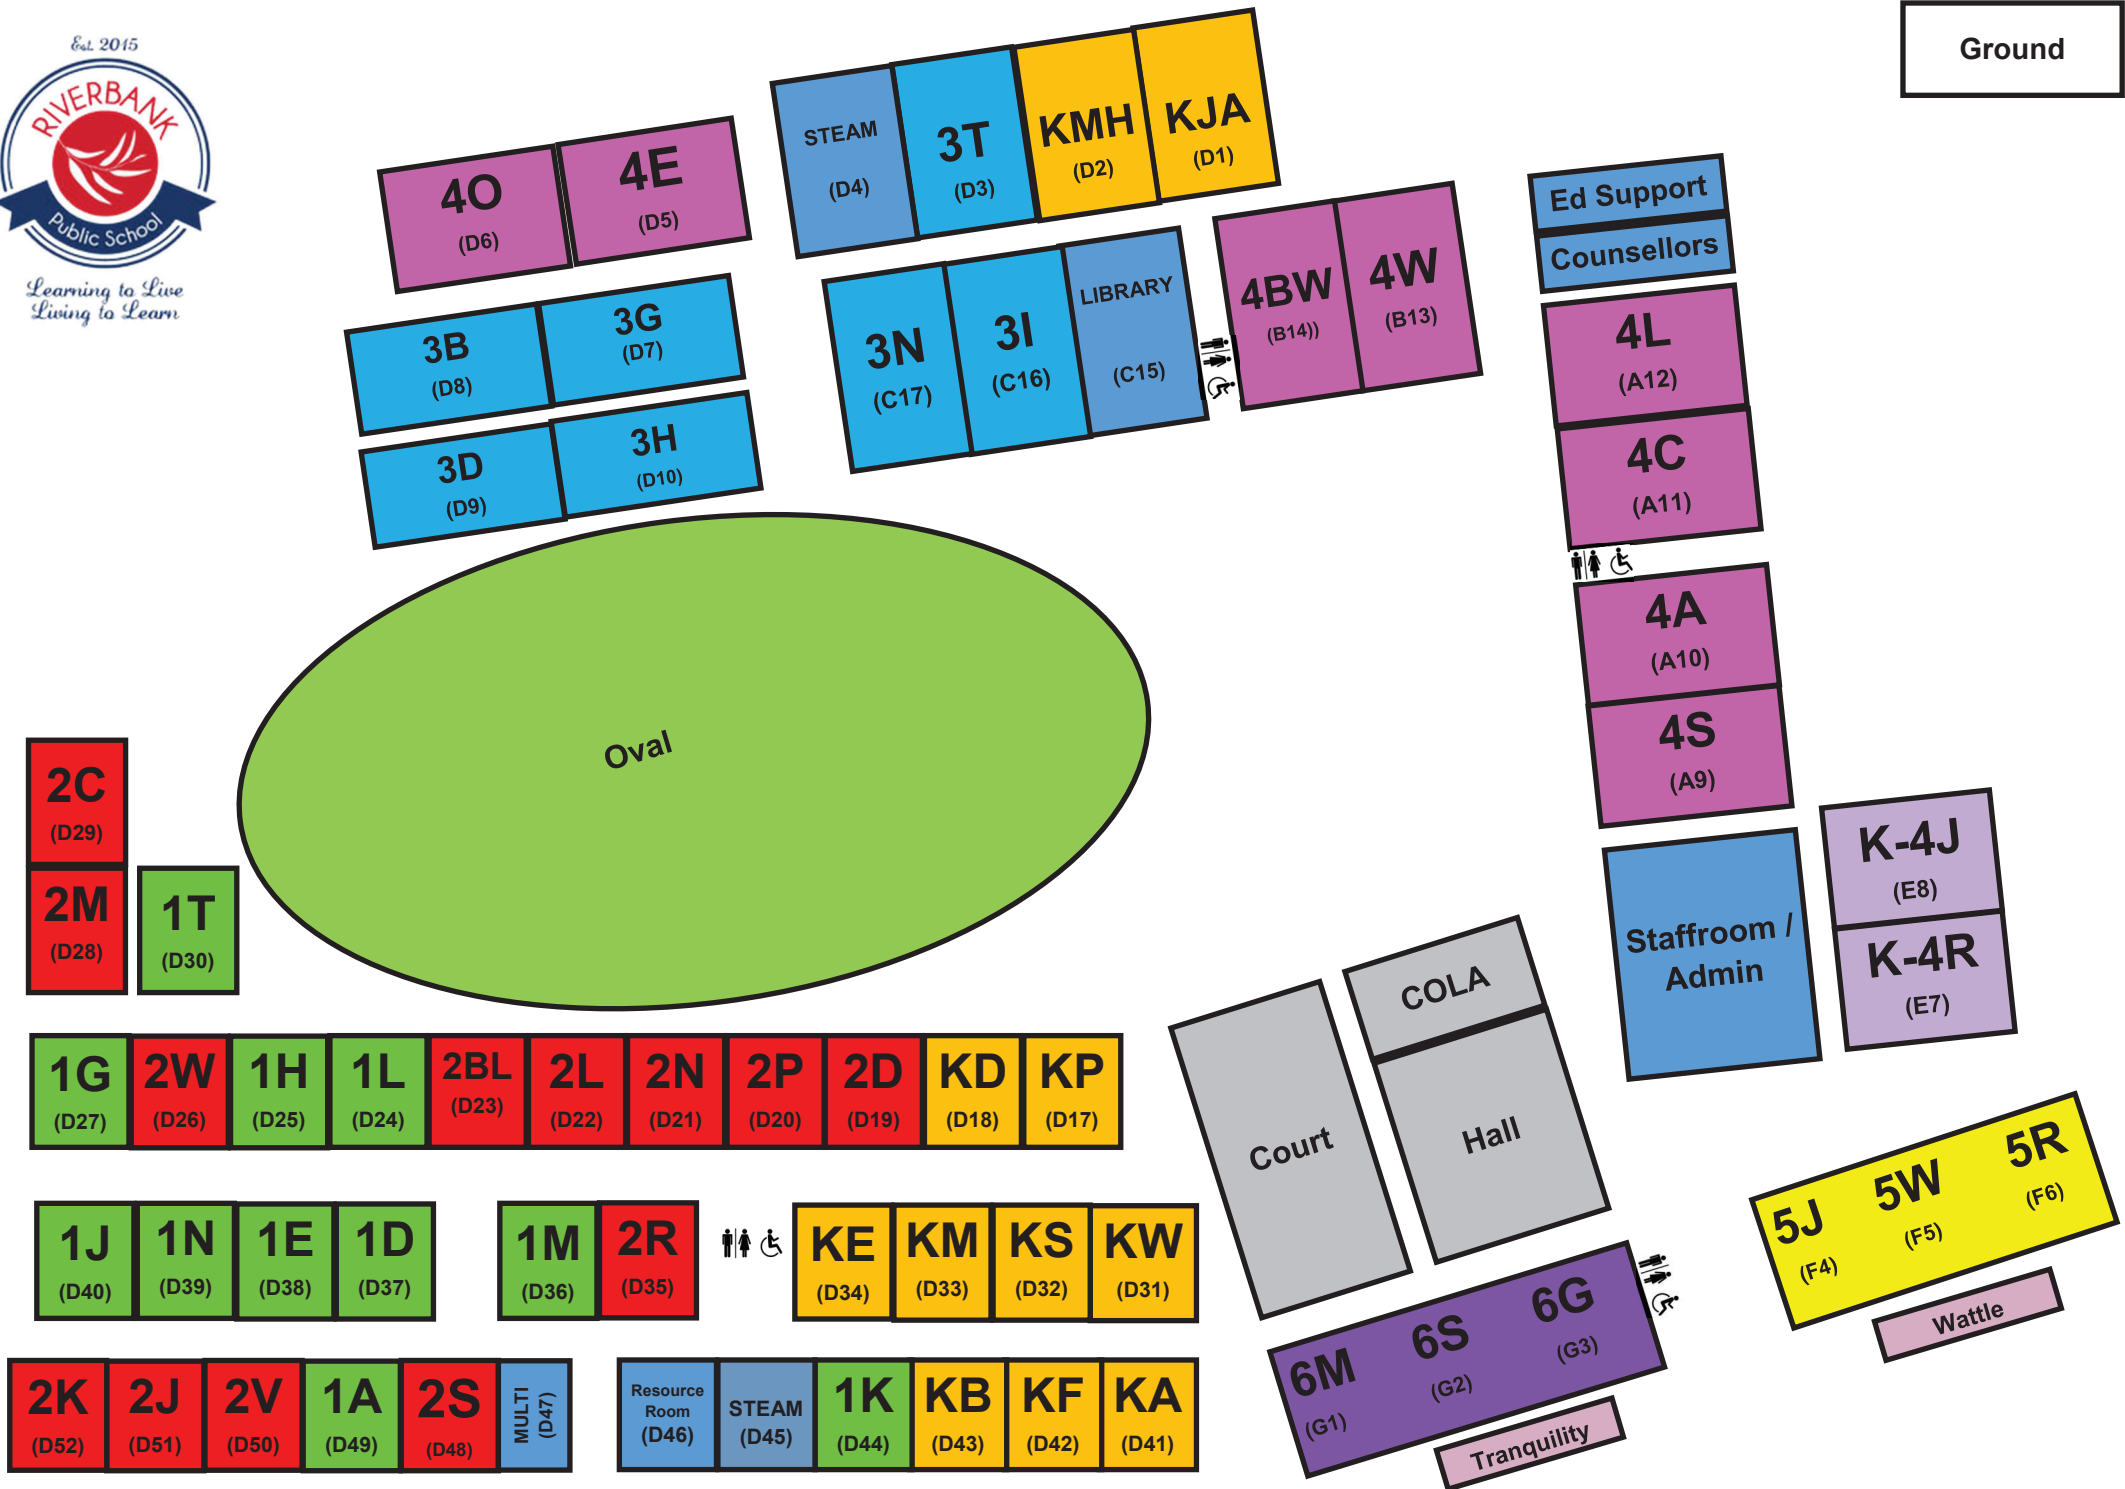 Est. 2015
RIVERBANK
Public School
Learning to Live
Living to Learn
Ground
STEAM
(D4)
3T
(D3)
KMH
(D2)
KJA
(D1)
4O
(D6)
4E
(D5)
3B
(D8)
3G
(D7)
3D
(D9)
3H
(D10)
3N
(C17)
3I
(C16)
LIBRARY
(C15)
4BW
(B14))
4W
(B13)
Ed Support
Counsellors
4L
(A12)
4C
(A11)
4A
(A10)
4S
(A9)
Staffroom /
Admin
K-4J
(E8)
K-4R
(E7)
Oval
2C
(D29)
2M
(D28)
1T
(D30)
1G
(D27)
2W
(D26)
1H
(D25)
1L
(D24)
2BL
(D23)
2L
(D22)
2N
(D21)
2P
(D20)
2D
(D19)
KD
(D18)
KP
(D17)
COLA
Court
Hall
5J
(F4)
5W
(F5)
5R
(F6)
Wattle
1J
(D40)
1N
(D39)
1E
(D38)
1D
(D37)
1M
(D36)
2R
(D35)
KE
(D34)
KM
(D33)
KS
(D32)
KW
(D31)
6M
(G1)
6S
(G2)
6G
(G3)
Tranquility
2K
(D52)
2J
(D51)
2V
(D50)
1A
(D49)
2S
(D48)
MULTI
(D47)
Resource
Room
(D46)
STEAM
(D45)
1K
(D44)
KB
(D43)
KF
(D42)
KA
(D41)